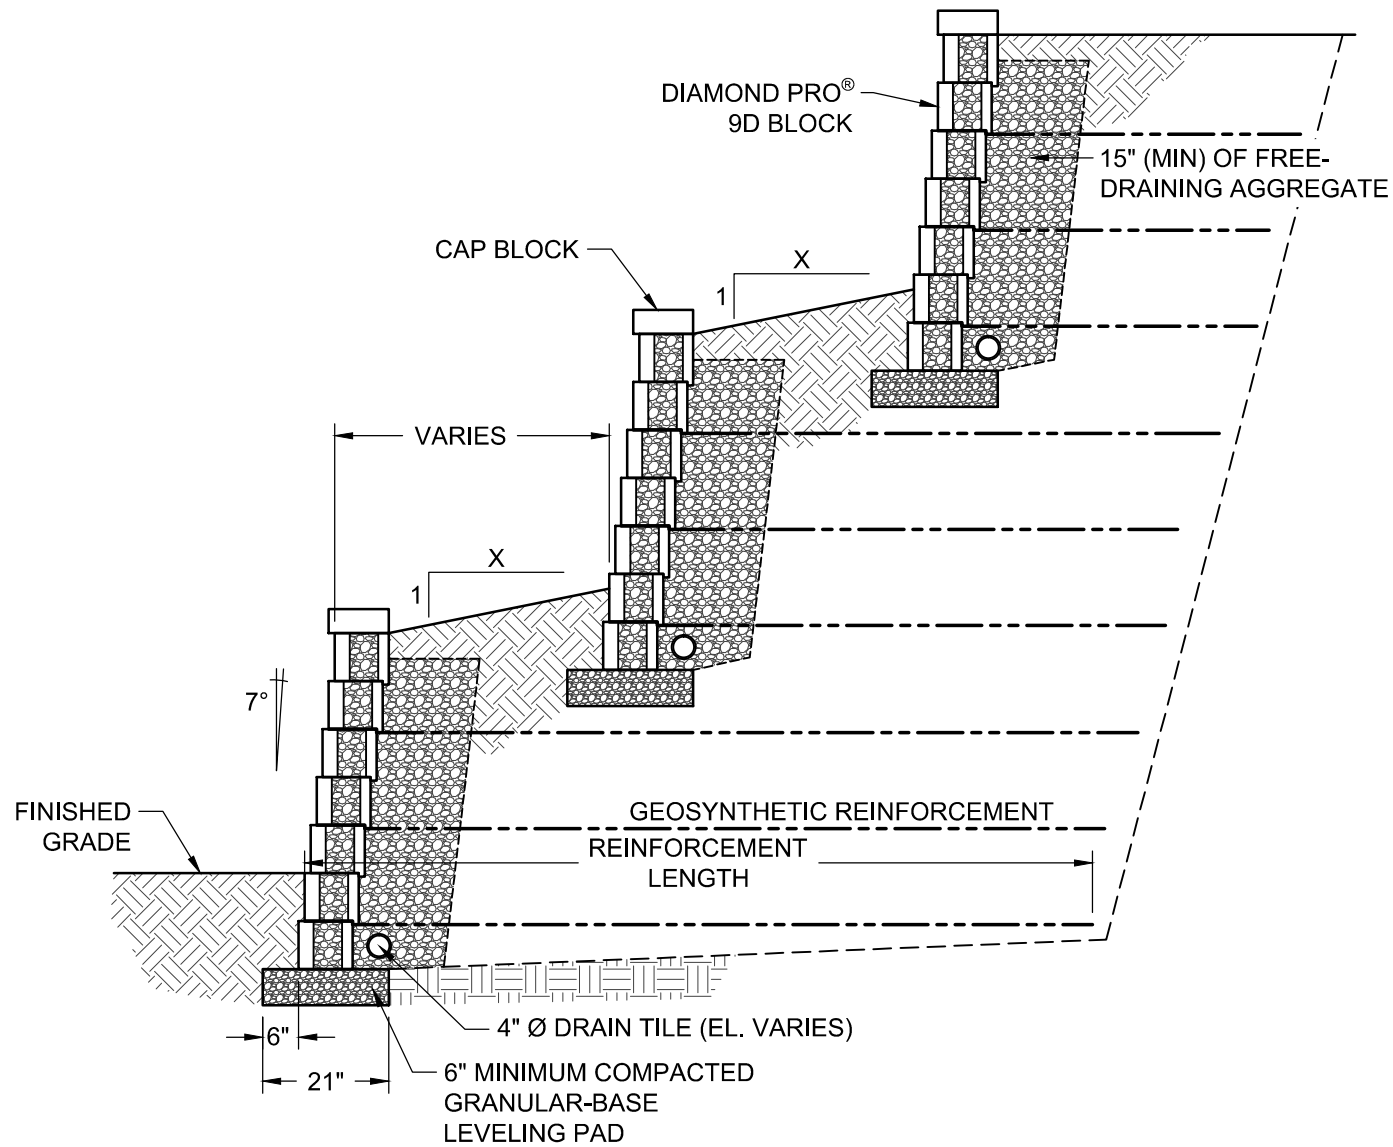 DIAMOND PRO®
9D BLOCK
15" (MIN) OF FREE-
DRAINING AGGREGATE
CAP BLOCK
X
1
VARIES
X
1
7°
FINISHED
GRADE
GEOSYNTHETIC REINFORCEMENT
REINFORCEMENT
LENGTH
4" Ø DRAIN TILE (EL. VARIES)
6"
21"
6" MINIMUM COMPACTED
GRANULAR-BASE
LEVELING PAD